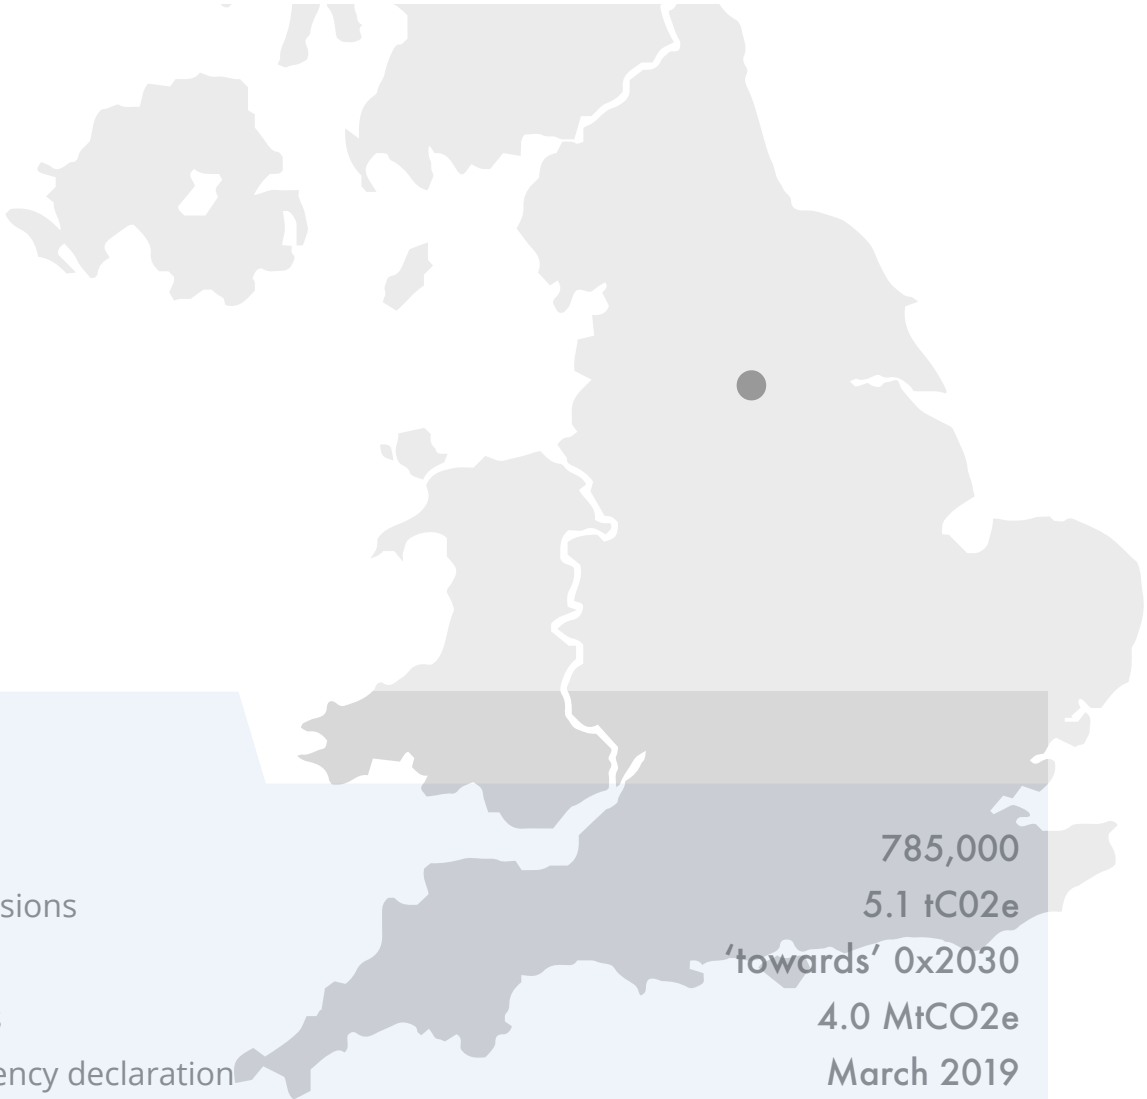 785,000
sions 5.1 tC02e
‘towards’ 0x2030
4.0 MtCO2e
ency declaration March 2019